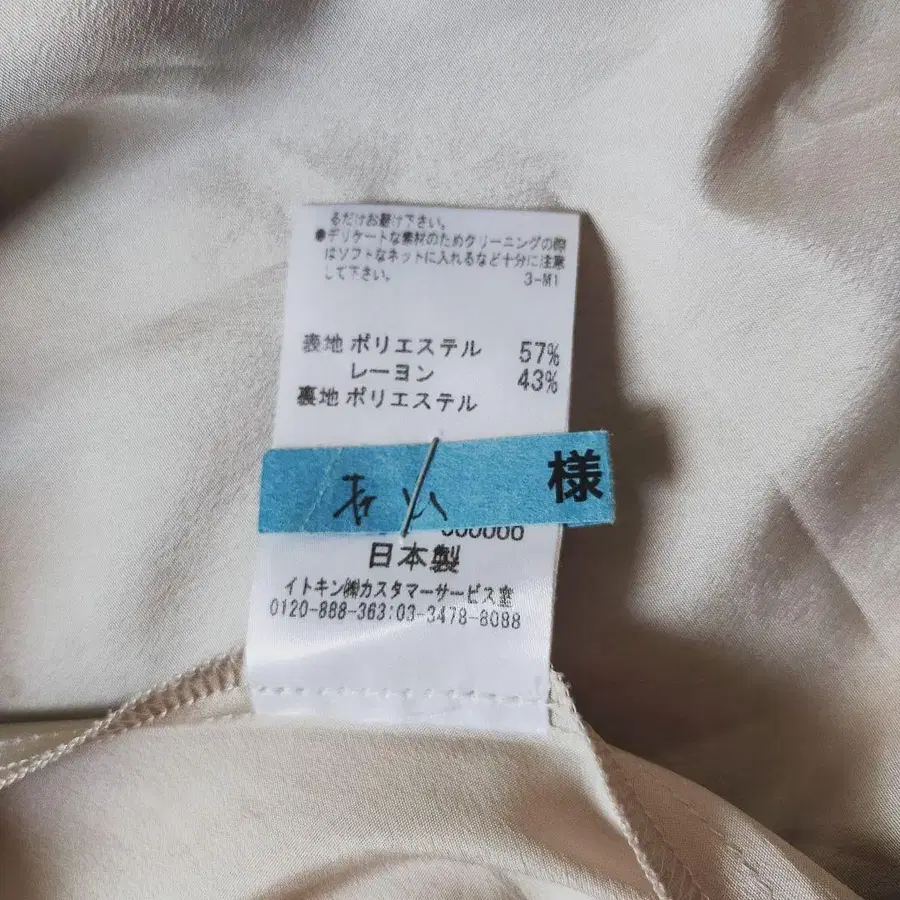 るだけお避け下さい。
●デリケートな素材のためクリーニングの際
はソフトなネットに入れるなど十分に注意
して下さい。
3-M1
表地 ポリエステル 57%
レーヨン 43%
裏地 ポリエステル
様
日本製
イトキン㈱カスタマーサービス室
0120-888-363:03-3478-8088